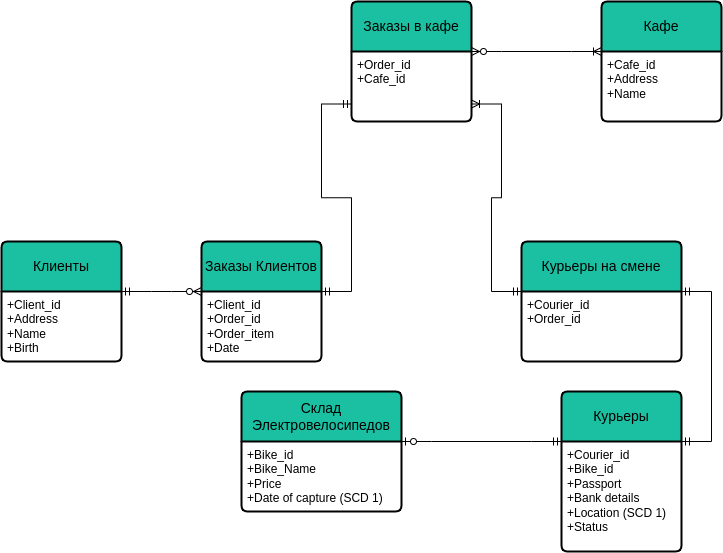 Заказы в кафе
+Order_id
+Cafe_id
Кафе
+Cafe_id
+Address
+Name
Клиенты
+Client_id
+Address
+Name
+Birth
Заказы Клиентов
+Client_id
+Order_id
+Order_item
+Date
Курьеры на смене
+Courier_id
+Order_id
Склад
Электровелосипедов
+Bike_id
+Bike_Name
+Price
+Date of capture (SCD 1)
Курьеры
+Courier_id
+Bike_id
+Passport
+Bank details
+Location (SCD 1)
+Status